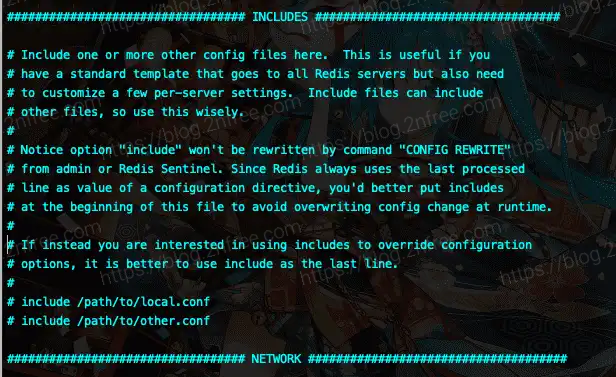 ################################## INCLUDES ###################################

# Include one or more other config files here.  This is useful if you
# have a standard template that goes to all Redis servers but also need
# to customize a few per-server settings.  Include files can include
# other files, so use this wisely.
#
# Notice option "include" won't be rewritten by command "CONFIG REWRITE"
# from admin or Redis Sentinel. Since Redis always uses the last processed
# line as value of a configuration directive, you'd better put includes
# at the beginning of this file to avoid overwriting config change at runtime.
#
# If instead you are interested in using includes to override configuration
# options, it is better to use include as the last line.
#
# include /path/to/local.conf
# include /path/to/other.conf

################################## NETWORK #####################################
https://blog.2nfree.com